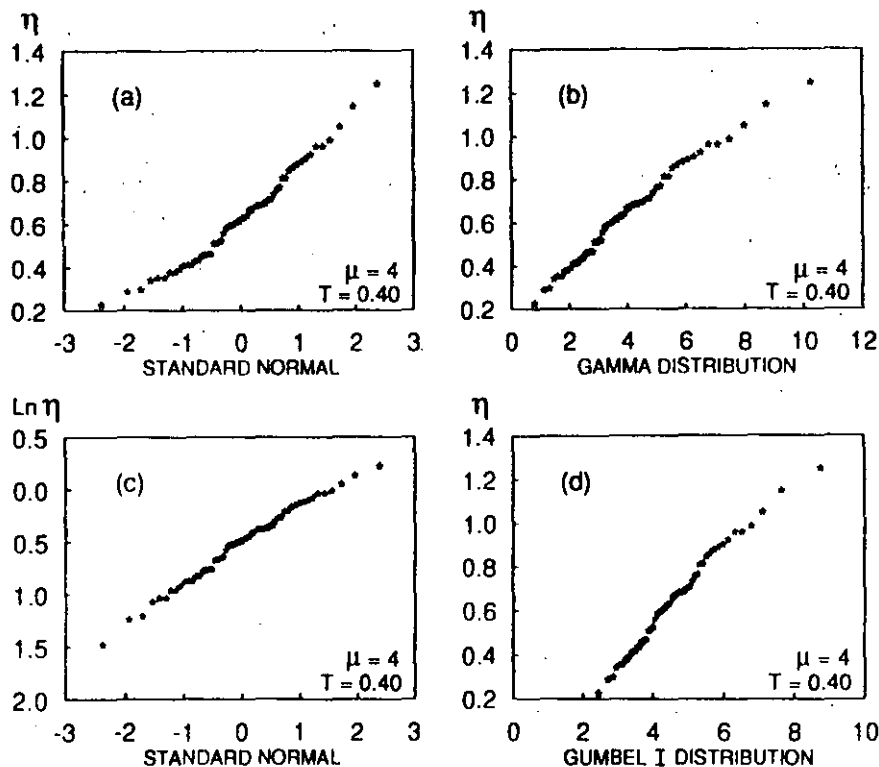 η
1.4
1.2
1.0
0.8
0.6
0.4
0.2
(a)
μ = 4
T = 0.40
-3 -2 -1 0 1 2 3
STANDARD NORMAL
η
1.4
1.2
1.0
0.8
0.6
0.4
0.2
(b)
μ = 4
T = 0.40
0 2 4 6 8 10 12
GAMMA DISTRIBUTION
Ln η
0.5
0.0
0.5
1.0
1.5
2.0
(c)
μ = 4
T = 0.40
-3 -2 -1 0 1 2 3
STANDARD NORMAL
η
1.4
1.2
1.0
0.8
0.6
0.4
0.2
(d)
μ = 4
T = 0.40
0 2 4 6 8 10
GUMBEL I DISTRIBUTION